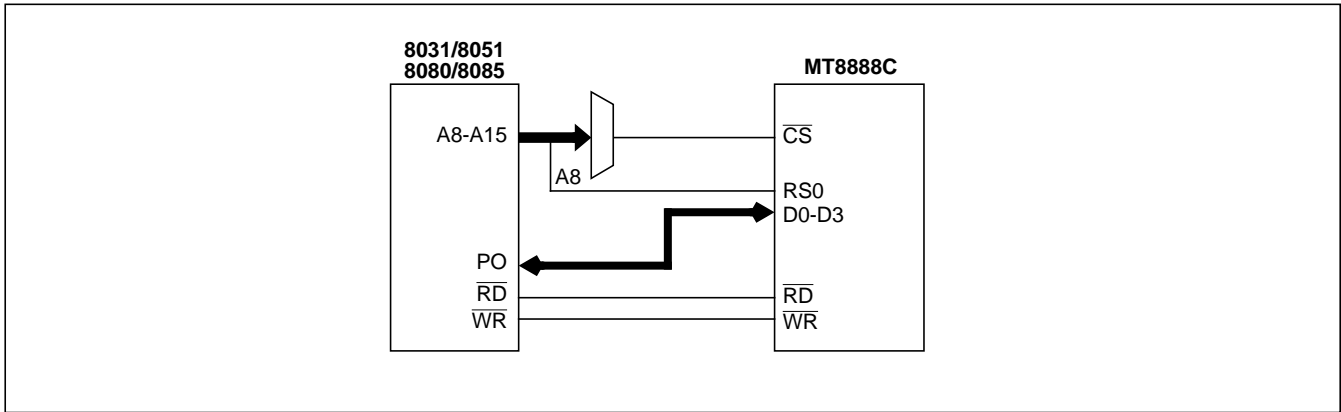 8031/8051
8080/8085
A8-A15
A8
PO
RD
WR
MT8888C
CS
RS0
D0-D3
RD
WR